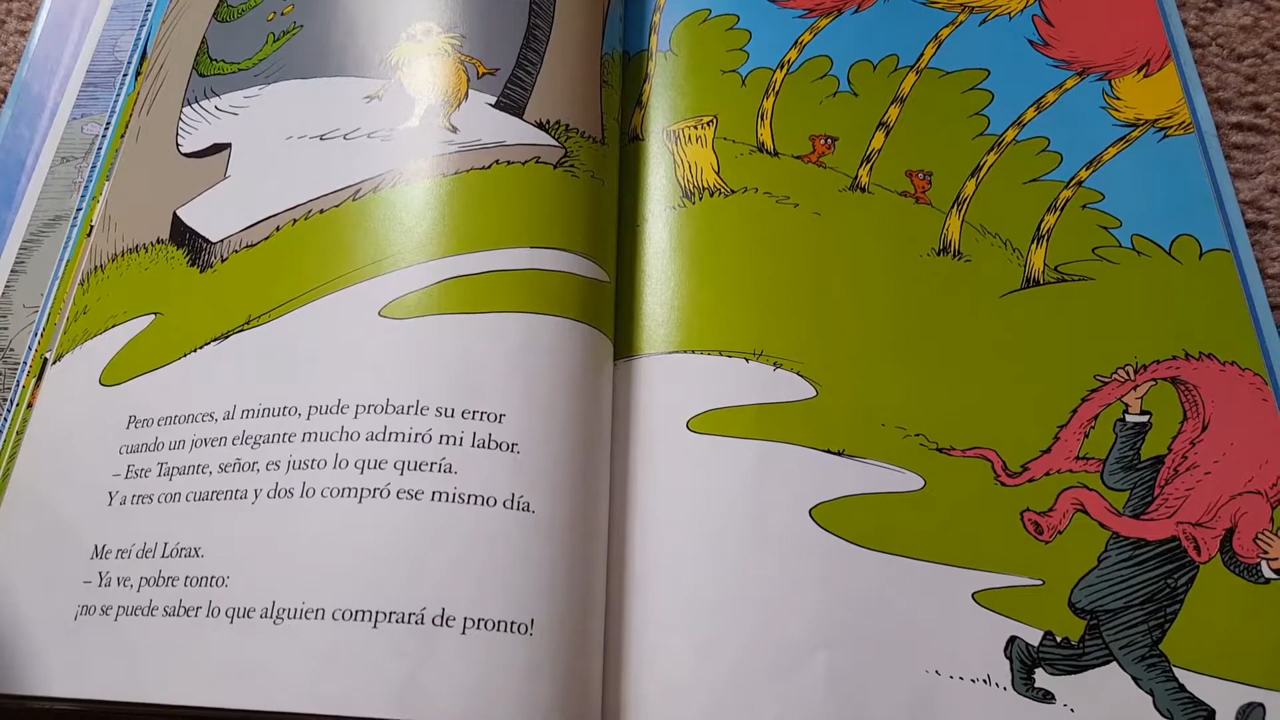 Pero entonces, al minuto, pude probarle su error
cuando un joven elegante mucho admiró mi labor.
– Este Tapante, señor, es justo lo que quería.
Y a tres con cuarenta y dos lo compró ese mismo día.
Me reí del Lórax.
– Ya ve, pobre tonto:
¡no se puede saber lo que alguien comprará de pronto!